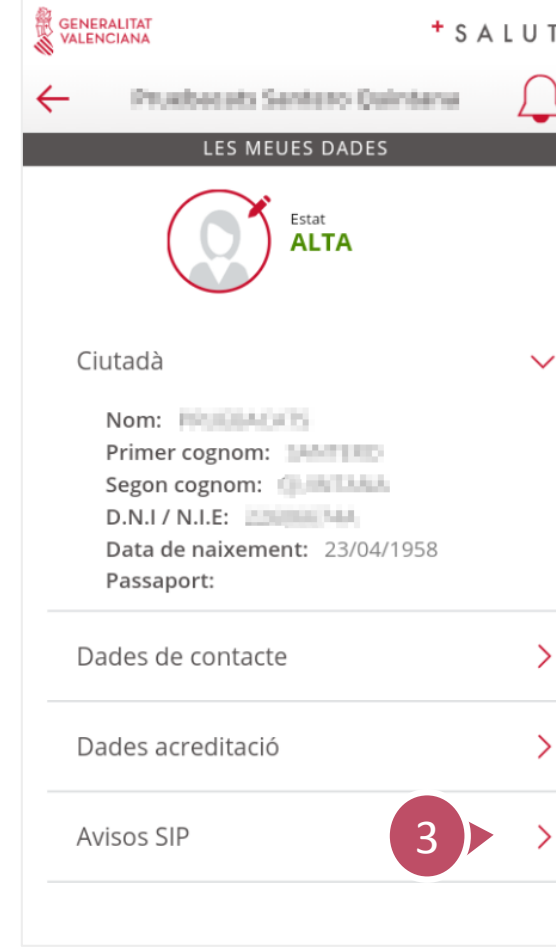 GENERALITAT
VALENCIANA
+ SALUT
LES MEUES DADES
Estat
ALTA
Ciutadà
Nom:
Primer cognom:
Segon cognom:
D.N.I / N.I.E:
Data de naixement: 23/04/1958
Passaport:
Dades de contacte
Dades acreditació
Avisos SIP
3